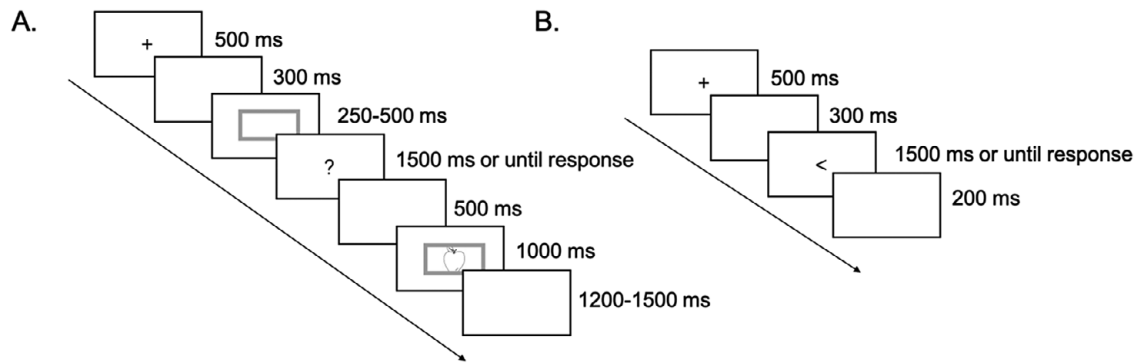 A.
+
500 ms
300 ms
250-500 ms
?
1500 ms or until response
500 ms
1000 ms
1200-1500 ms
B.
+
500 ms
300 ms
<
1500 ms or until response
200 ms